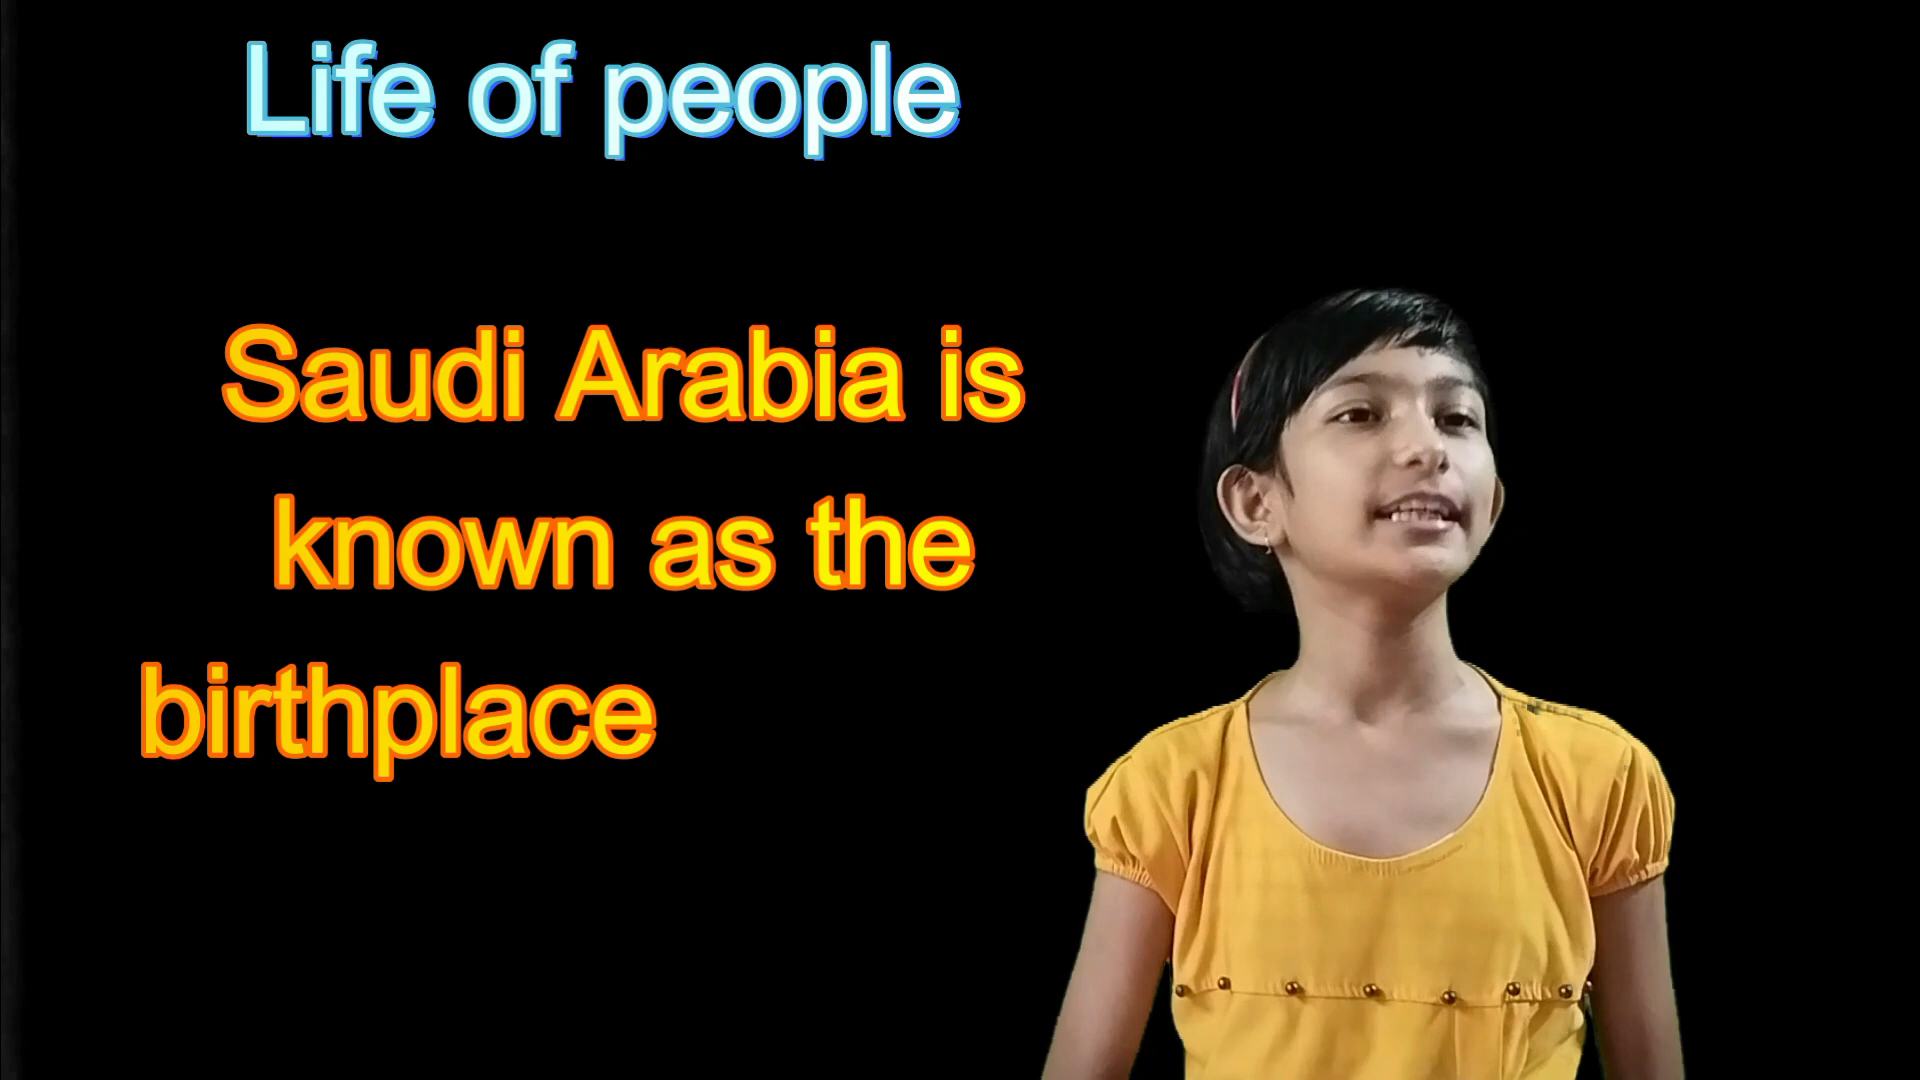 Life of people
Saudi Arabia is
known as the
birthplace